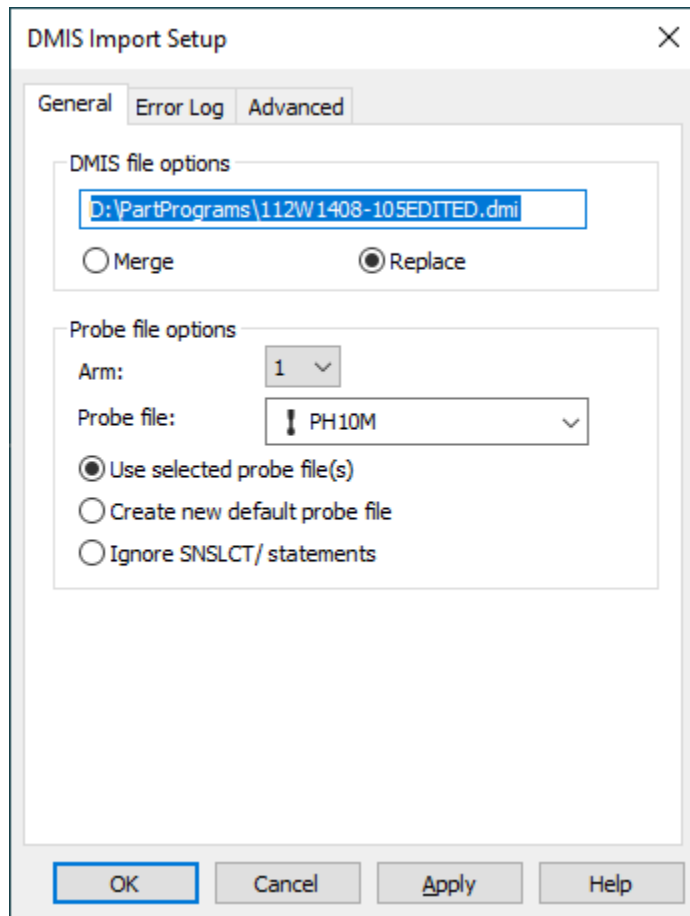 DMIS Import Setup
General Error Log Advanced
DMIS file options
D:\PartPrograms\112W1408-105EDITED.dmi
Merge Replace
Probe file options
Arm: 1
Probe file: PH10M
Use selected probe file(s)
Create new default probe file
Ignore SNSLCT/ statements
OK Cancel Apply Help